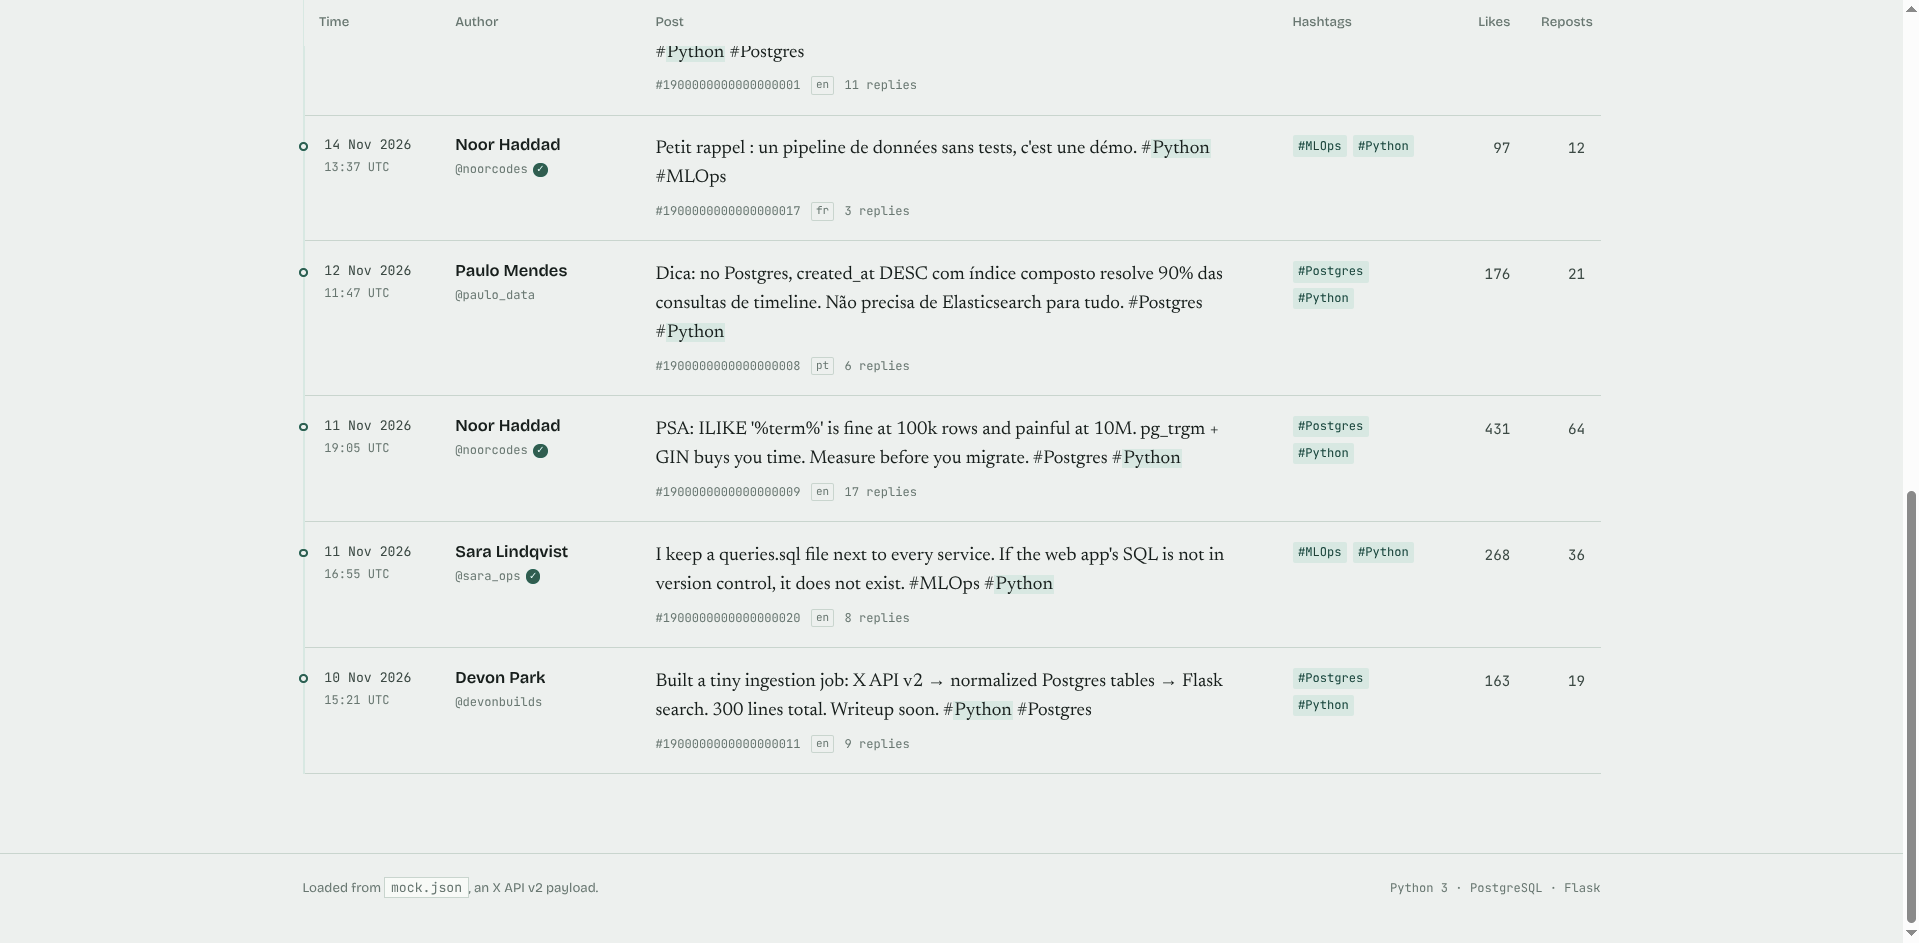 Time Author Post Hashtags Likes Reposts
#Python #Postgres
#1900000000000000001 en 11 replies
14 Nov 2026 Noor Haddad Petit rappel : un pipeline de données sans tests, c'est une démo. #Python #MLOps #Python 97 12
13:37 UTC @noorcodes ✓
#MLOps
#1900000000000000017 fr 3 replies
12 Nov 2026 Paulo Mendes Dica: no Postgres, created_at DESC com índice composto resolve 90% das #Postgres 176 21
11:47 UTC @paulo_data consultas de timeline. Não precisa de Elasticsearch para tudo. #Postgres #Python
#Python
#1900000000000000008 pt 6 replies
11 Nov 2026 Noor Haddad PSA: ILIKE '%term%' is fine at 100k rows and painful at 10M. pg_trgm + #Postgres 431 64
19:05 UTC @noorcodes ✓ GIN buys you time. Measure before you migrate. #Postgres #Python #Python
#1900000000000000009 en 17 replies
11 Nov 2026 Sara Lindqvist I keep a queries.sql file next to every service. If the web app's SQL is not in #MLOps #Python 268 36
16:55 UTC @sara_ops ✓ version control, it does not exist. #MLOps #Python
#1900000000000000020 en 8 replies
10 Nov 2026 Devon Park Built a tiny ingestion job: X API v2 → normalized Postgres tables → Flask #Postgres 163 19
15:21 UTC @devonbuilds search. 300 lines total. Writeup soon. #Python #Postgres #Python
#1900000000000000011 en 9 replies
Loaded from mock.json, an X API v2 payload. Python 3 · PostgreSQL · Flask